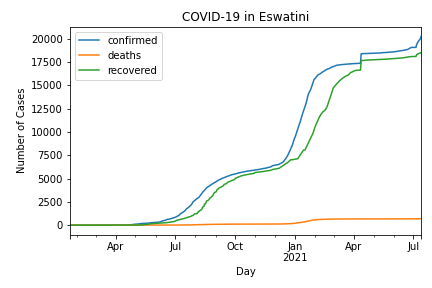 COVID-19 in Eswatini
confirmed
deaths
recovered
Number of Cases
20000
17500
15000
12500
10000
7500
5000
2500
0
Apr
Jul
Oct
Jan
2021
Apr
Jul
Day